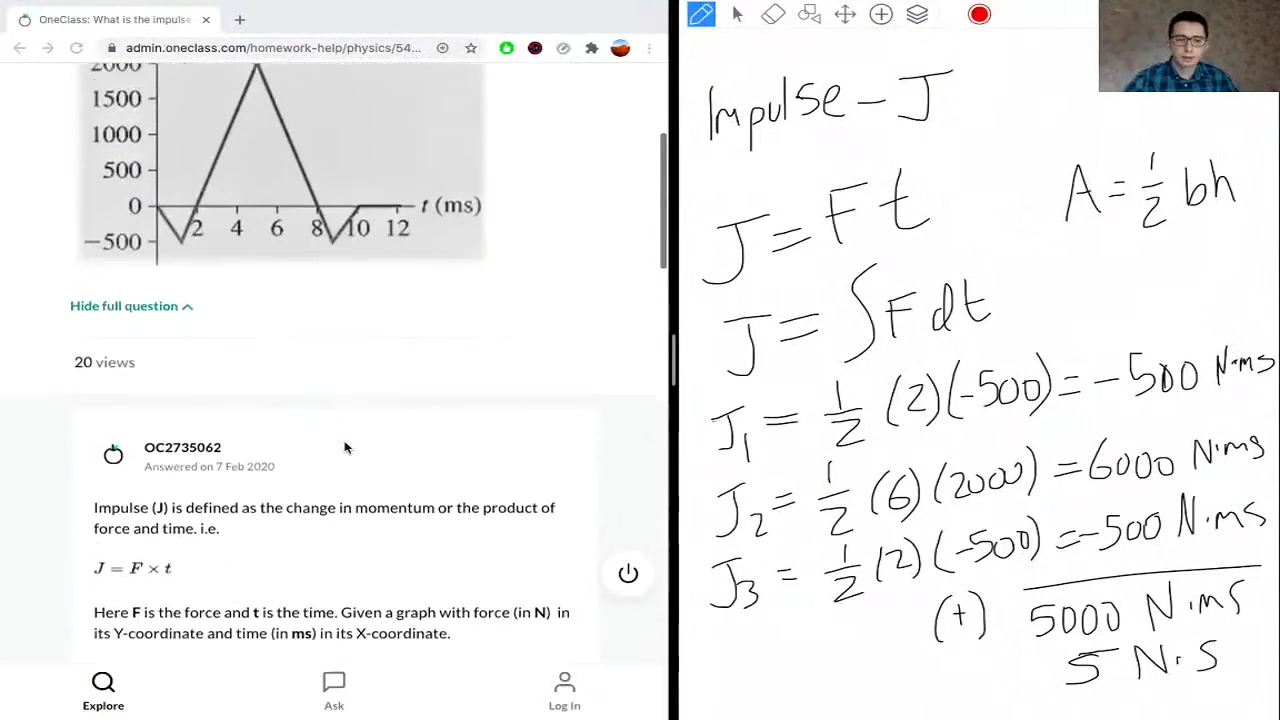 OneClass: What is the impulse
admin.oneclass.com/homework-help/physics/54...
2000
1500
1000
500
0
-500
2 4 6 8 10 12
t (ms)
Hide full question
20 views
OC2735062
Answered on 7 Feb 2020
Impulse (J) is defined as the change in momentum or the product of
force and time. i.e.
J = F × t
Here F is the force and t is the time. Given a graph with force (in N) in
its Y-coordinate and time (in ms) in its X-coordinate.
Explore
Ask
Log In
Impulse - J
J = Ft
A = 1/2 bh
J = ∫F dt
J₁ = 1/2 (2)(-500) = -500 N·ms
J₂ = 1/2 (6)(2000) = 6000 N·ms
J₃ = 1/2 (2)(-500) = -500 N·ms
(+) 5000 N·ms
5 N·s